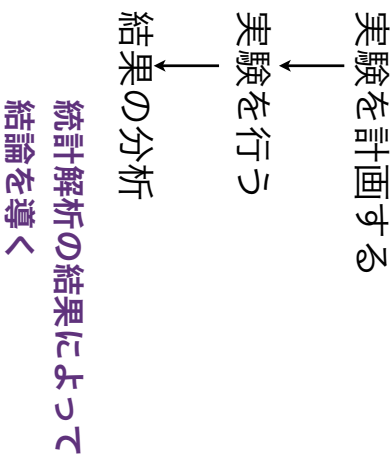 実験を計画する
実験を行う
結果の分析
統計解析の結果によって
結論を導く